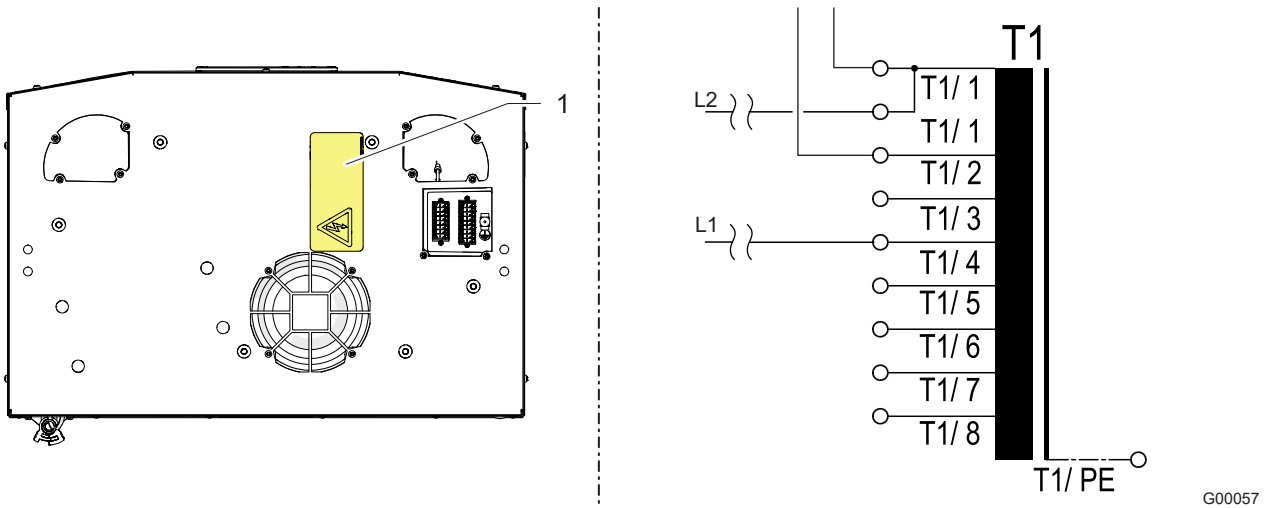 1
T1
T1/ 1
L2
T1/ 1
T1/ 2
T1/ 3
L1
T1/ 4
T1/ 5
T1/ 6
T1/ 7
T1/ 8
T1/ PE
G00057